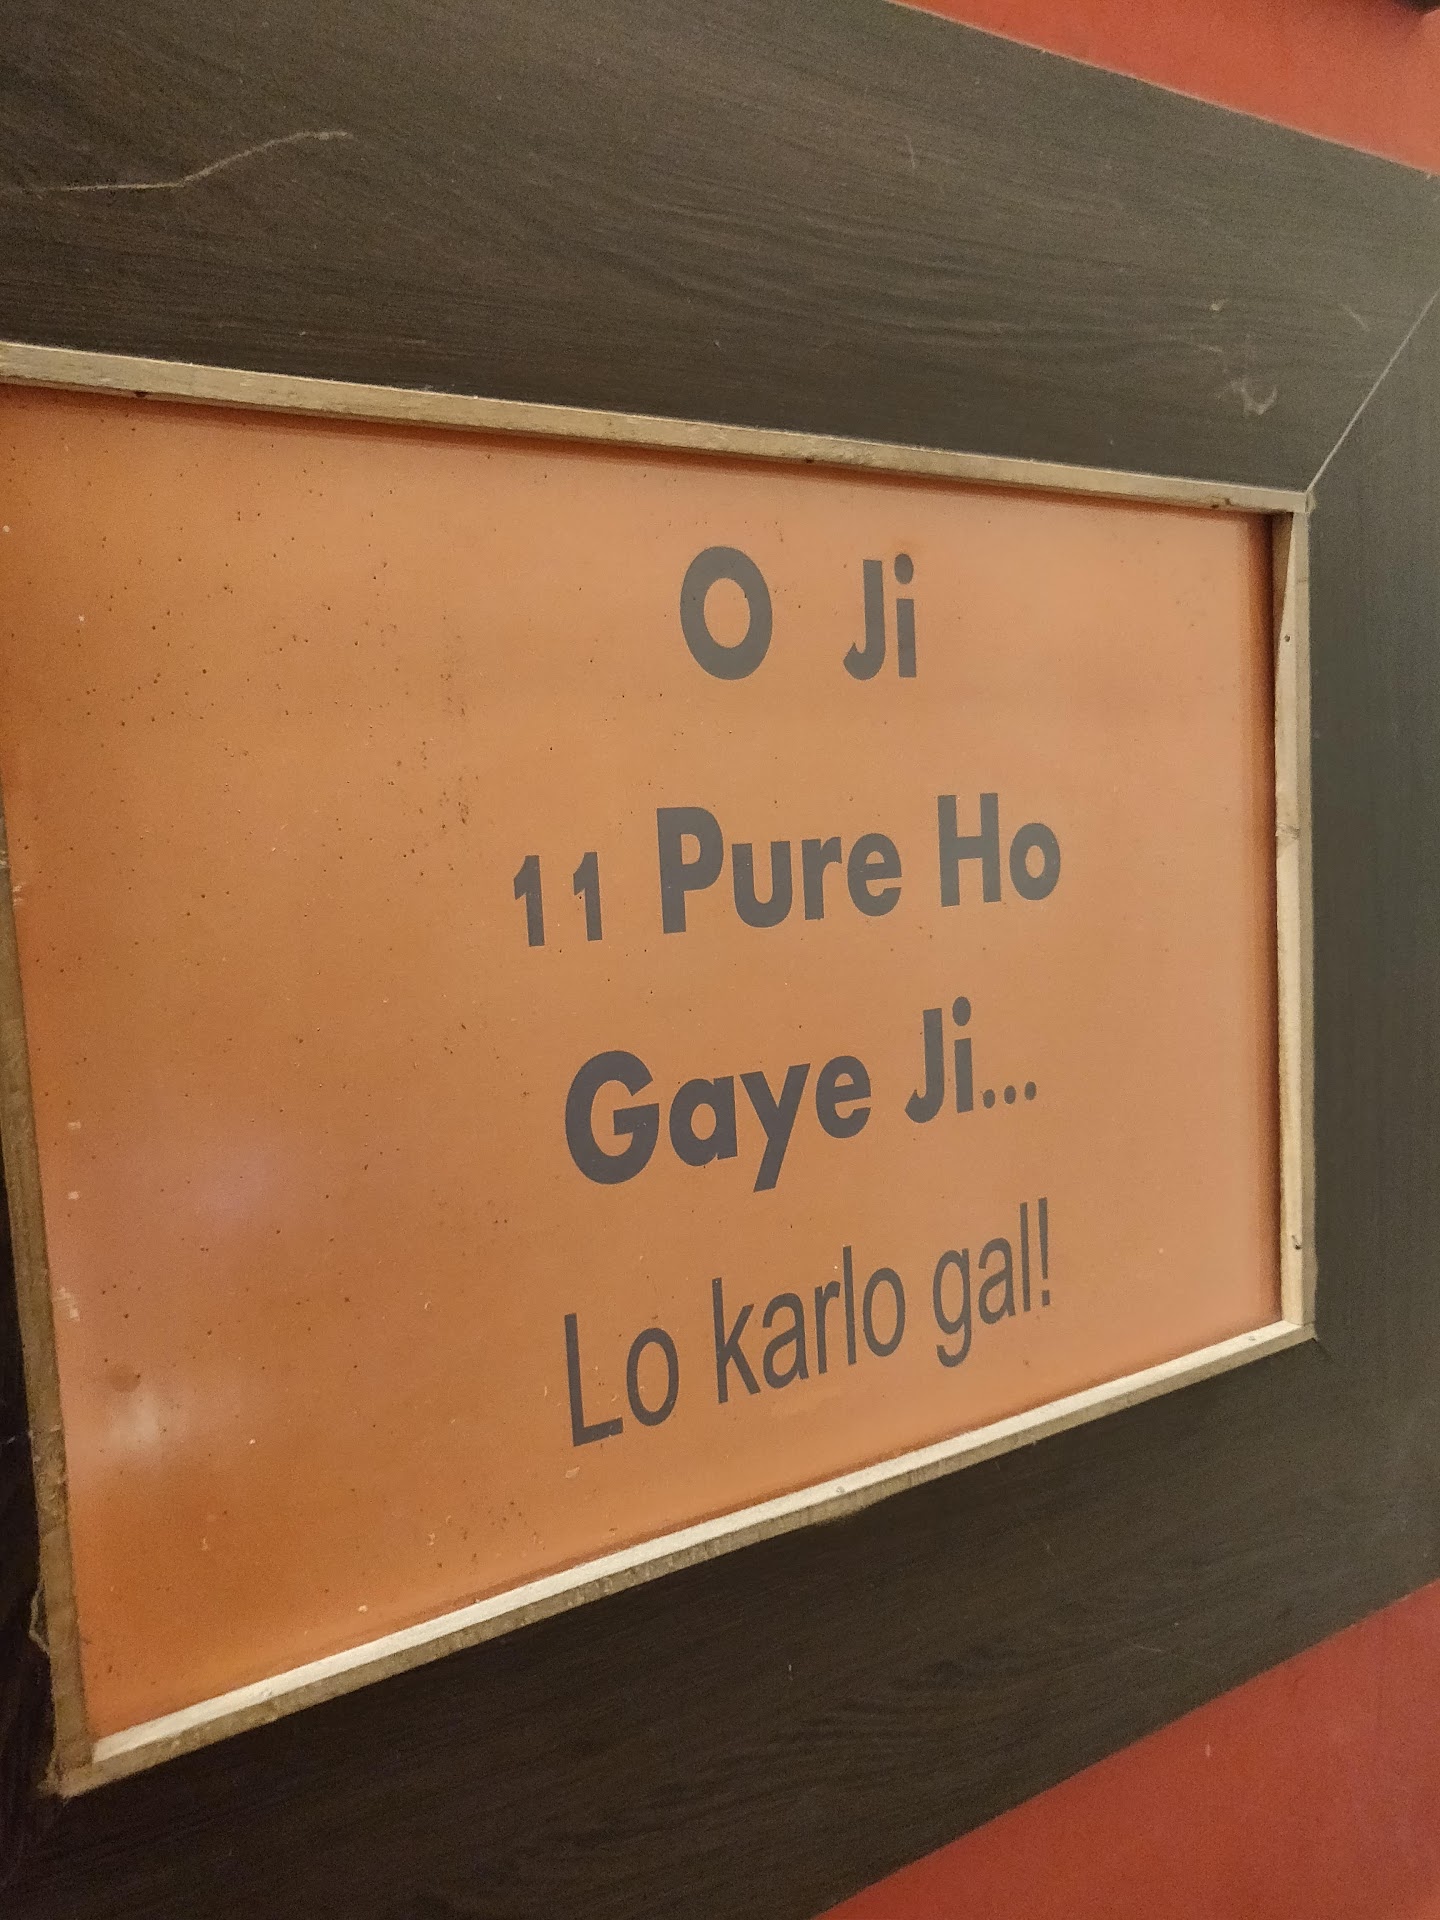 O Ji
11 Pure Ho
Gaye Ji...
Lo karlo gal!